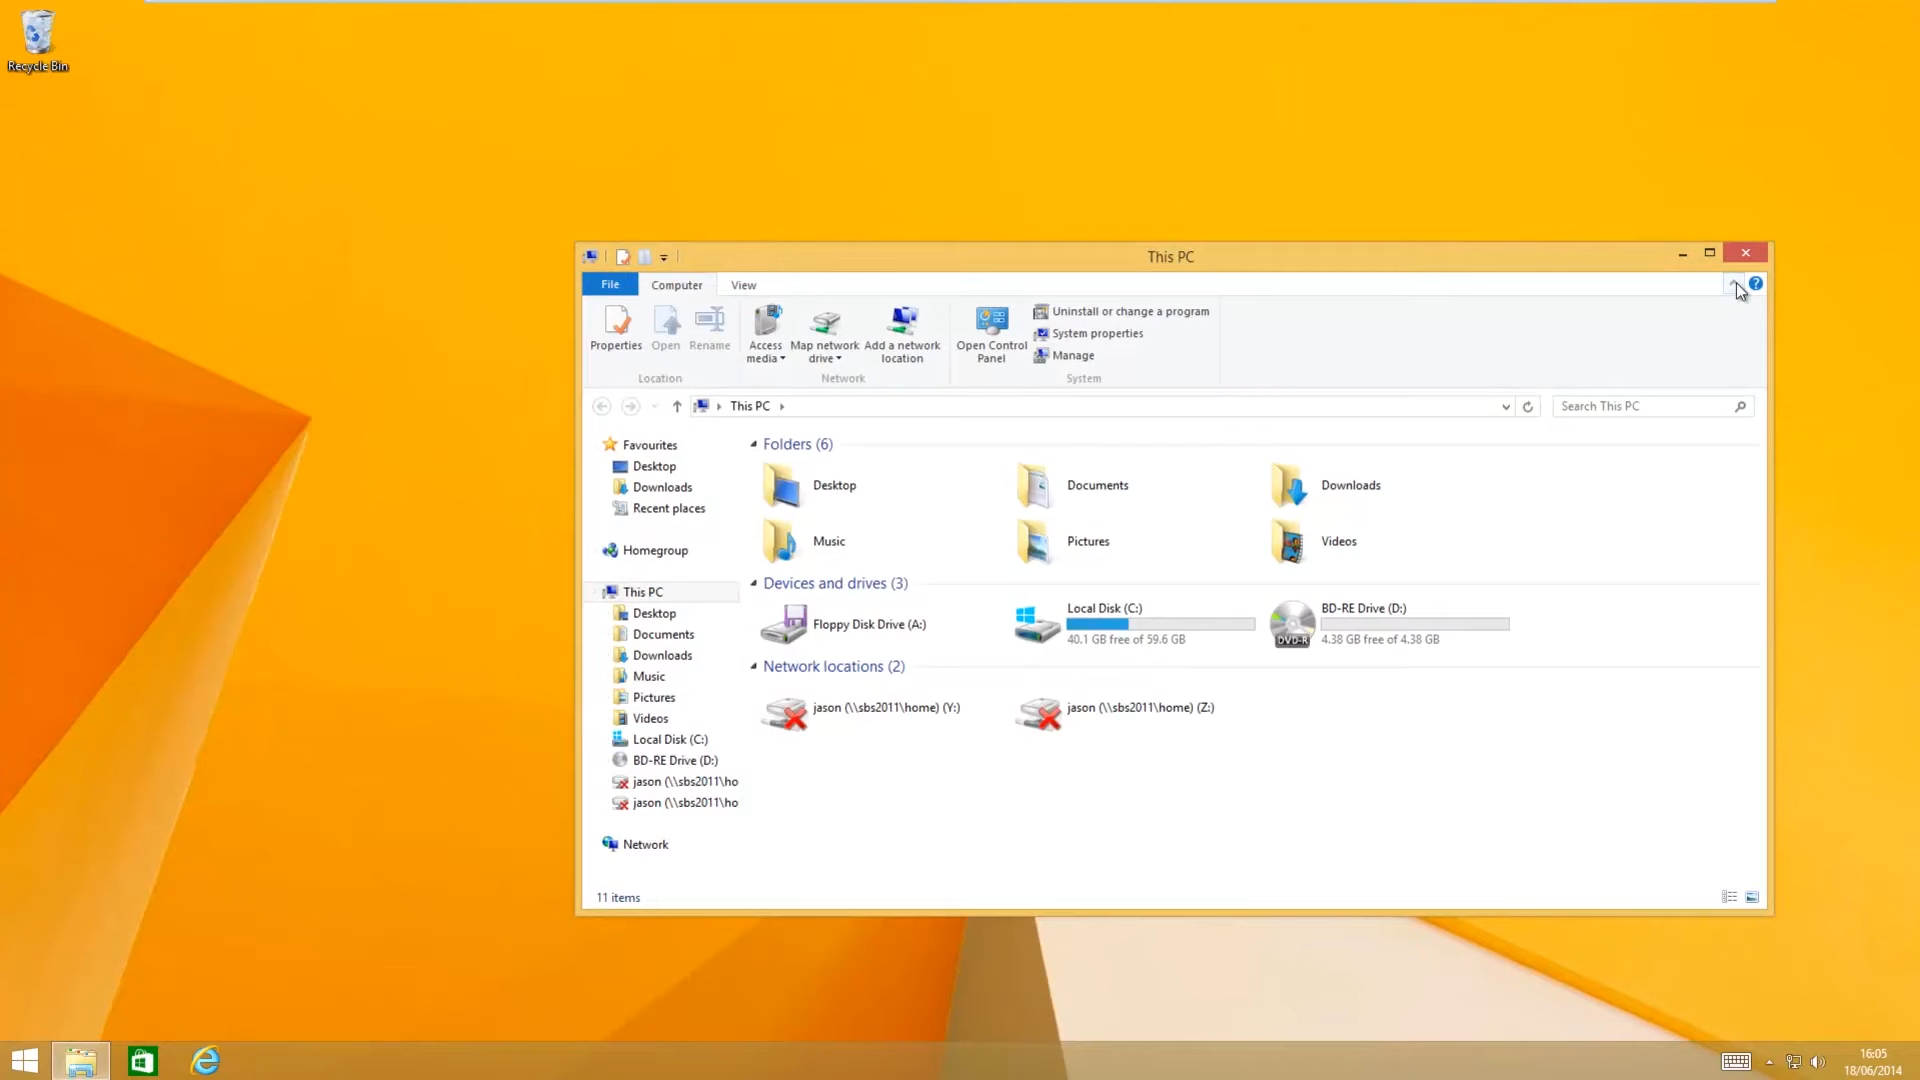 Recycle Bin
This PC
File
Computer
View
Properties
Open
Rename
Location
Access media
Map network drive
Add a network location
Network
Open Control Panel
Uninstall or change a program
System properties
Manage
System
This PC
Search This PC
Favourites
Desktop
Downloads
Recent places
Homegroup
This PC
Desktop
Documents
Downloads
Music
Pictures
Videos
Local Disk (C:)
BD-RE Drive (D:)
jason (\\sbs2011\ho
jason (\\sbs2011\ho
Network
Folders (6)
Desktop
Documents
Downloads
Music
Pictures
Videos
Devices and drives (3)
Floppy Disk Drive (A:)
Local Disk (C:)
40.1 GB free of 59.6 GB
DVD-R
BD-RE Drive (D:)
4.38 GB free of 4.38 GB
Network locations (2)
jason (\\sbs2011\home) (Y:)
jason (\\sbs2011\home) (Z:)
11 items
16:05
18/06/2014